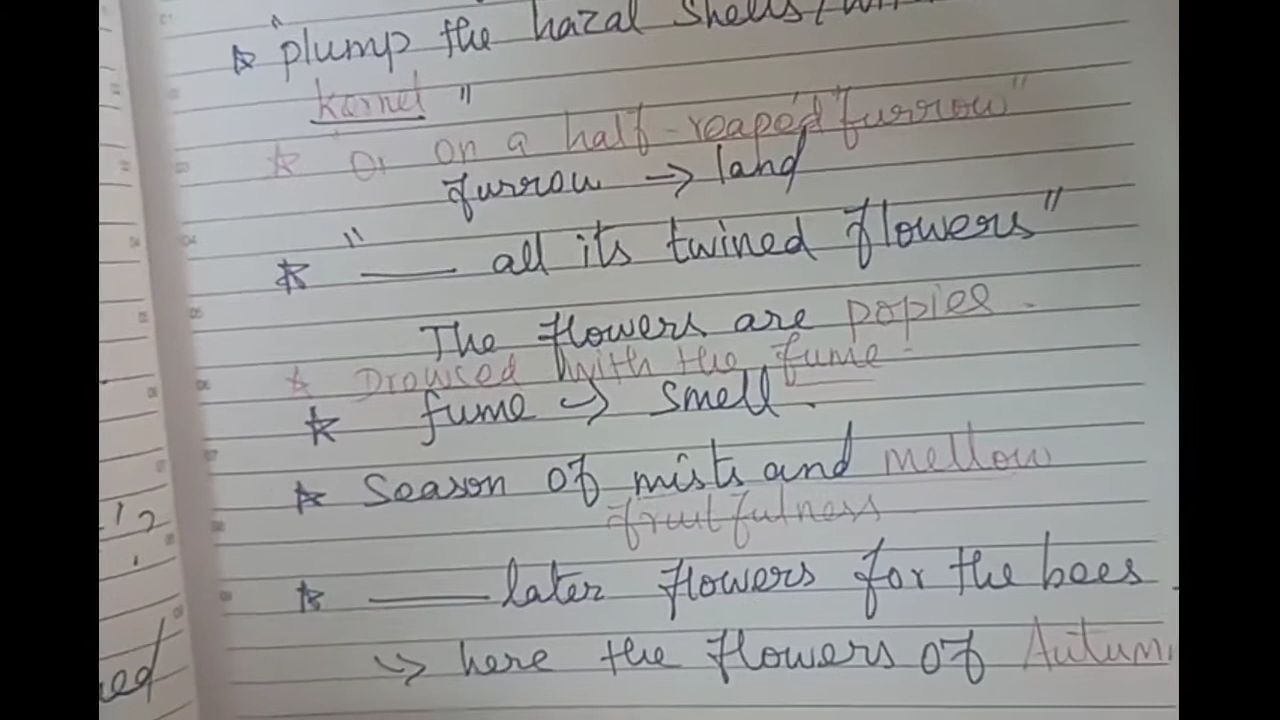 ☆ "plump the hazal shells/with
kernel"
☆ Or on a half-reaped "furrow"
furrow → land
☆ "— all its twined flowers"
The flowers are popies.
☆ Drowsed with the fume.
☆ fume → smell.
☆ Season of mists and mellow
fruitfulness
☆ — later flowers for the bees.
→ here the flowers of Autum